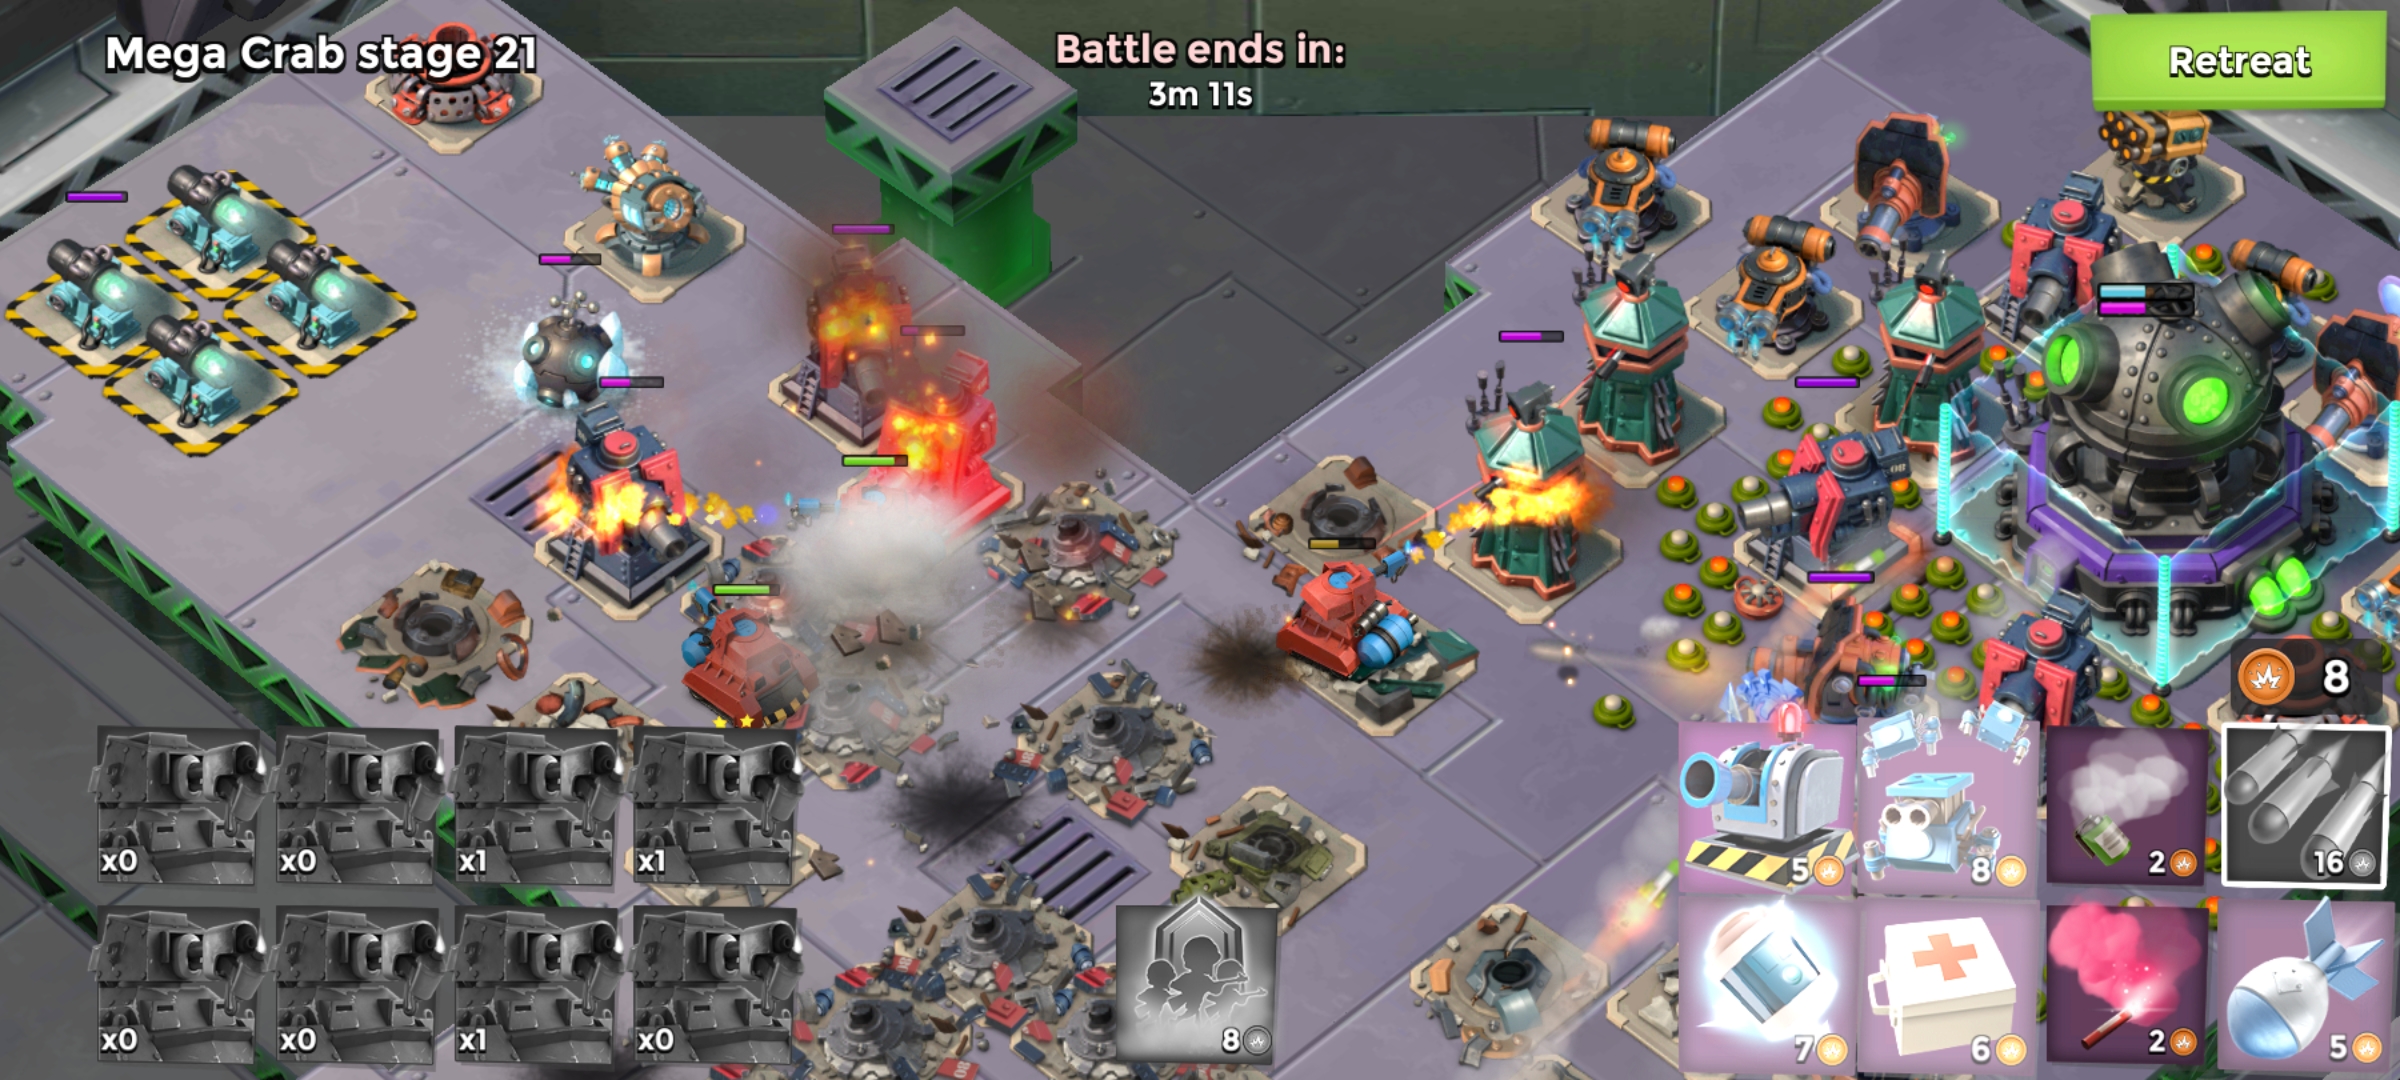 Mega Crab stage 21
Battle ends in:
3m 11s
Retreat
8
x0
x0
x1
x1
5
8
2
16
x0
x0
x1
x0
8
7
6
2
5